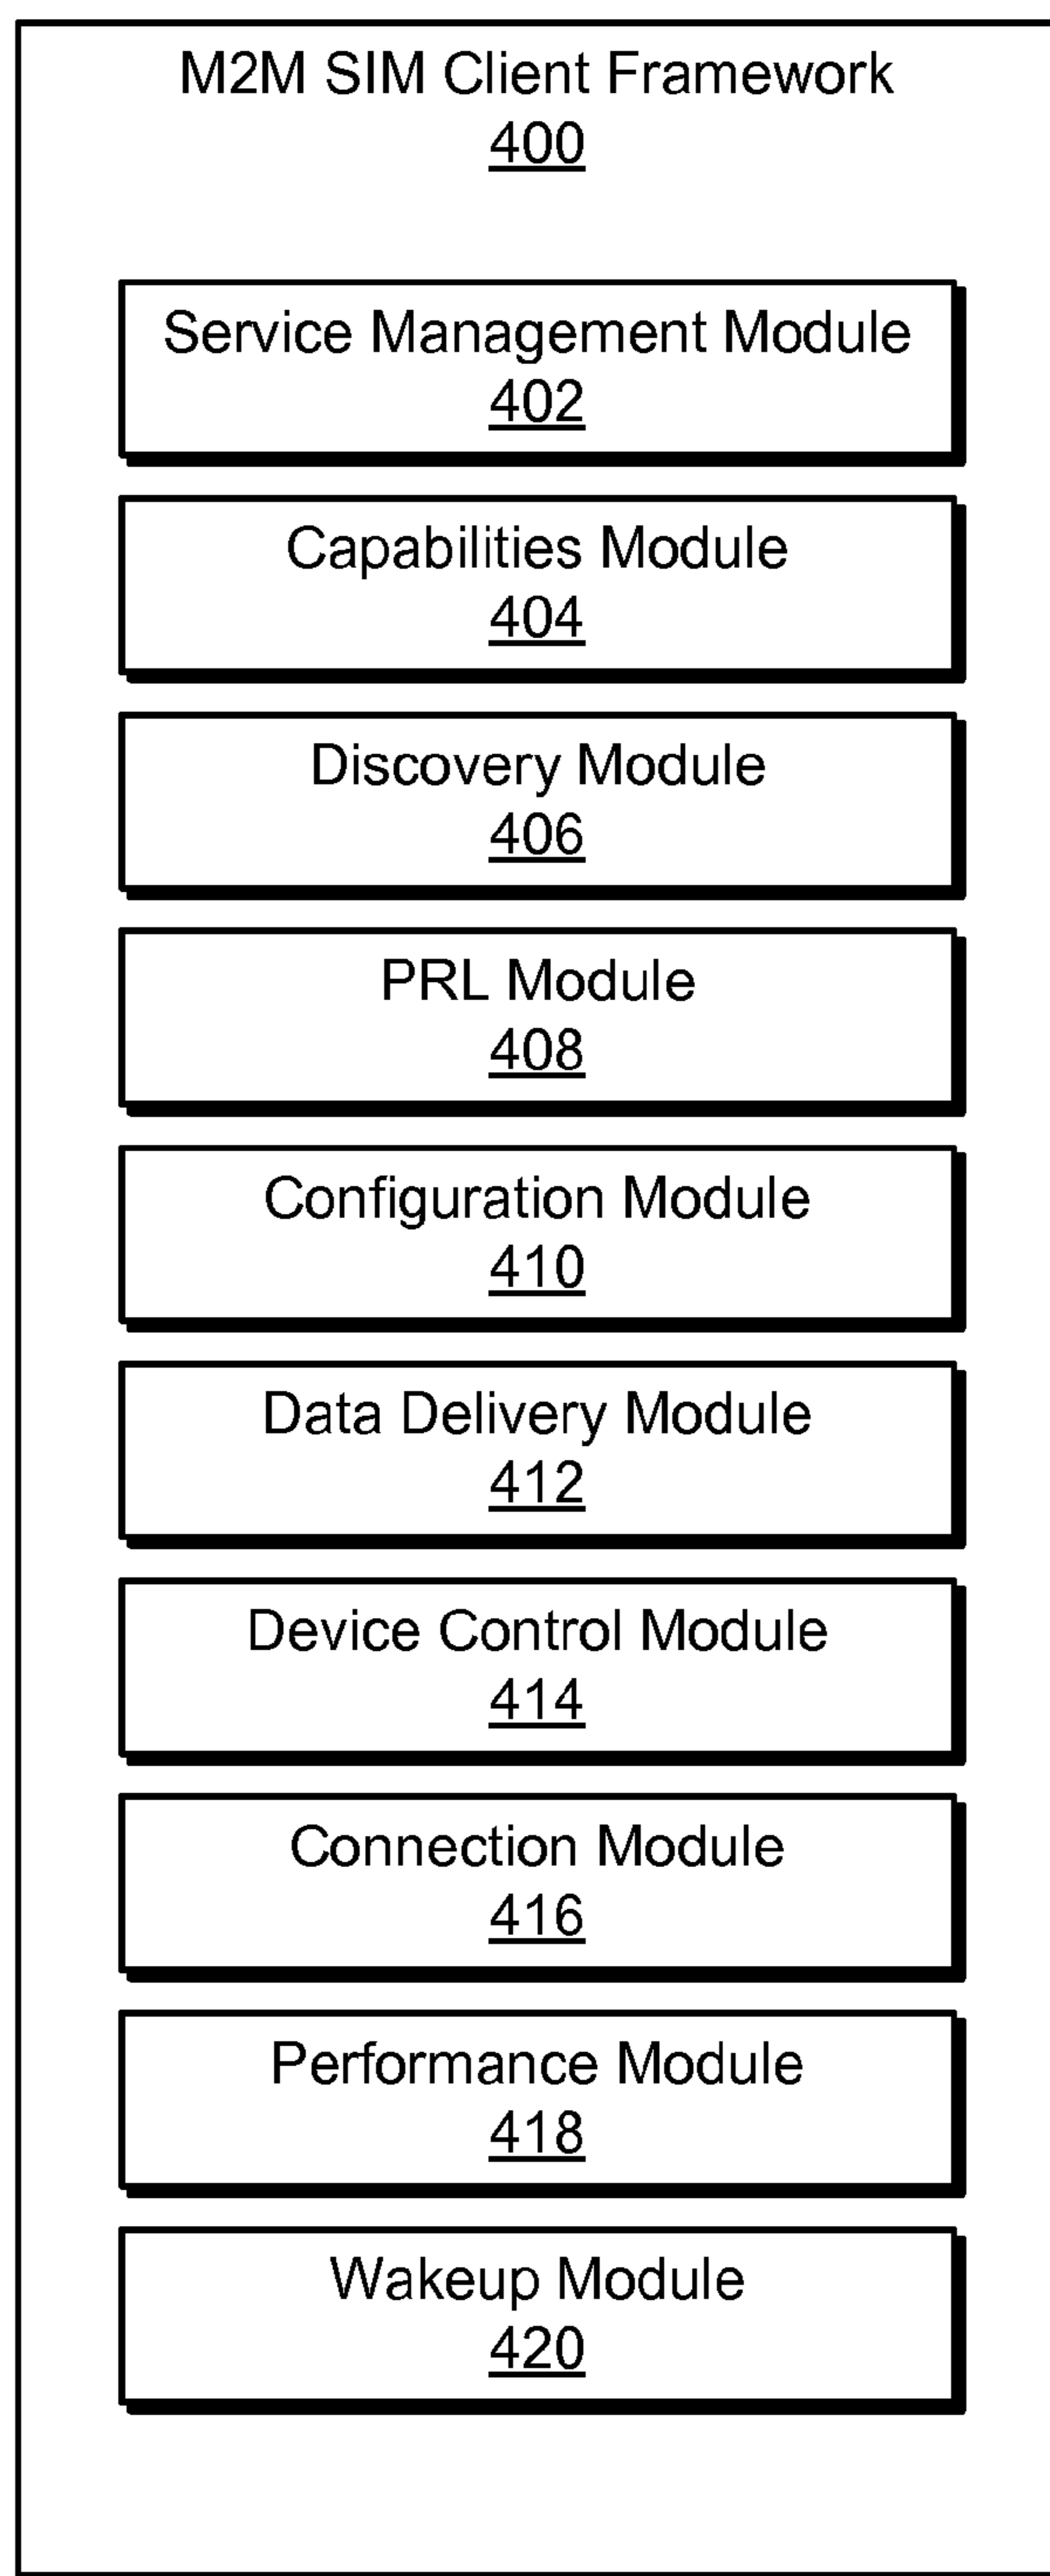 M2M SIM Client Framework
400
Service Management Module
402
Capabilities Module
404
Discovery Module
406
PRL Module
408
Configuration Module
410
Data Delivery Module
412
Device Control Module
414
Connection Module
416
Performance Module
418
Wakeup Module
420